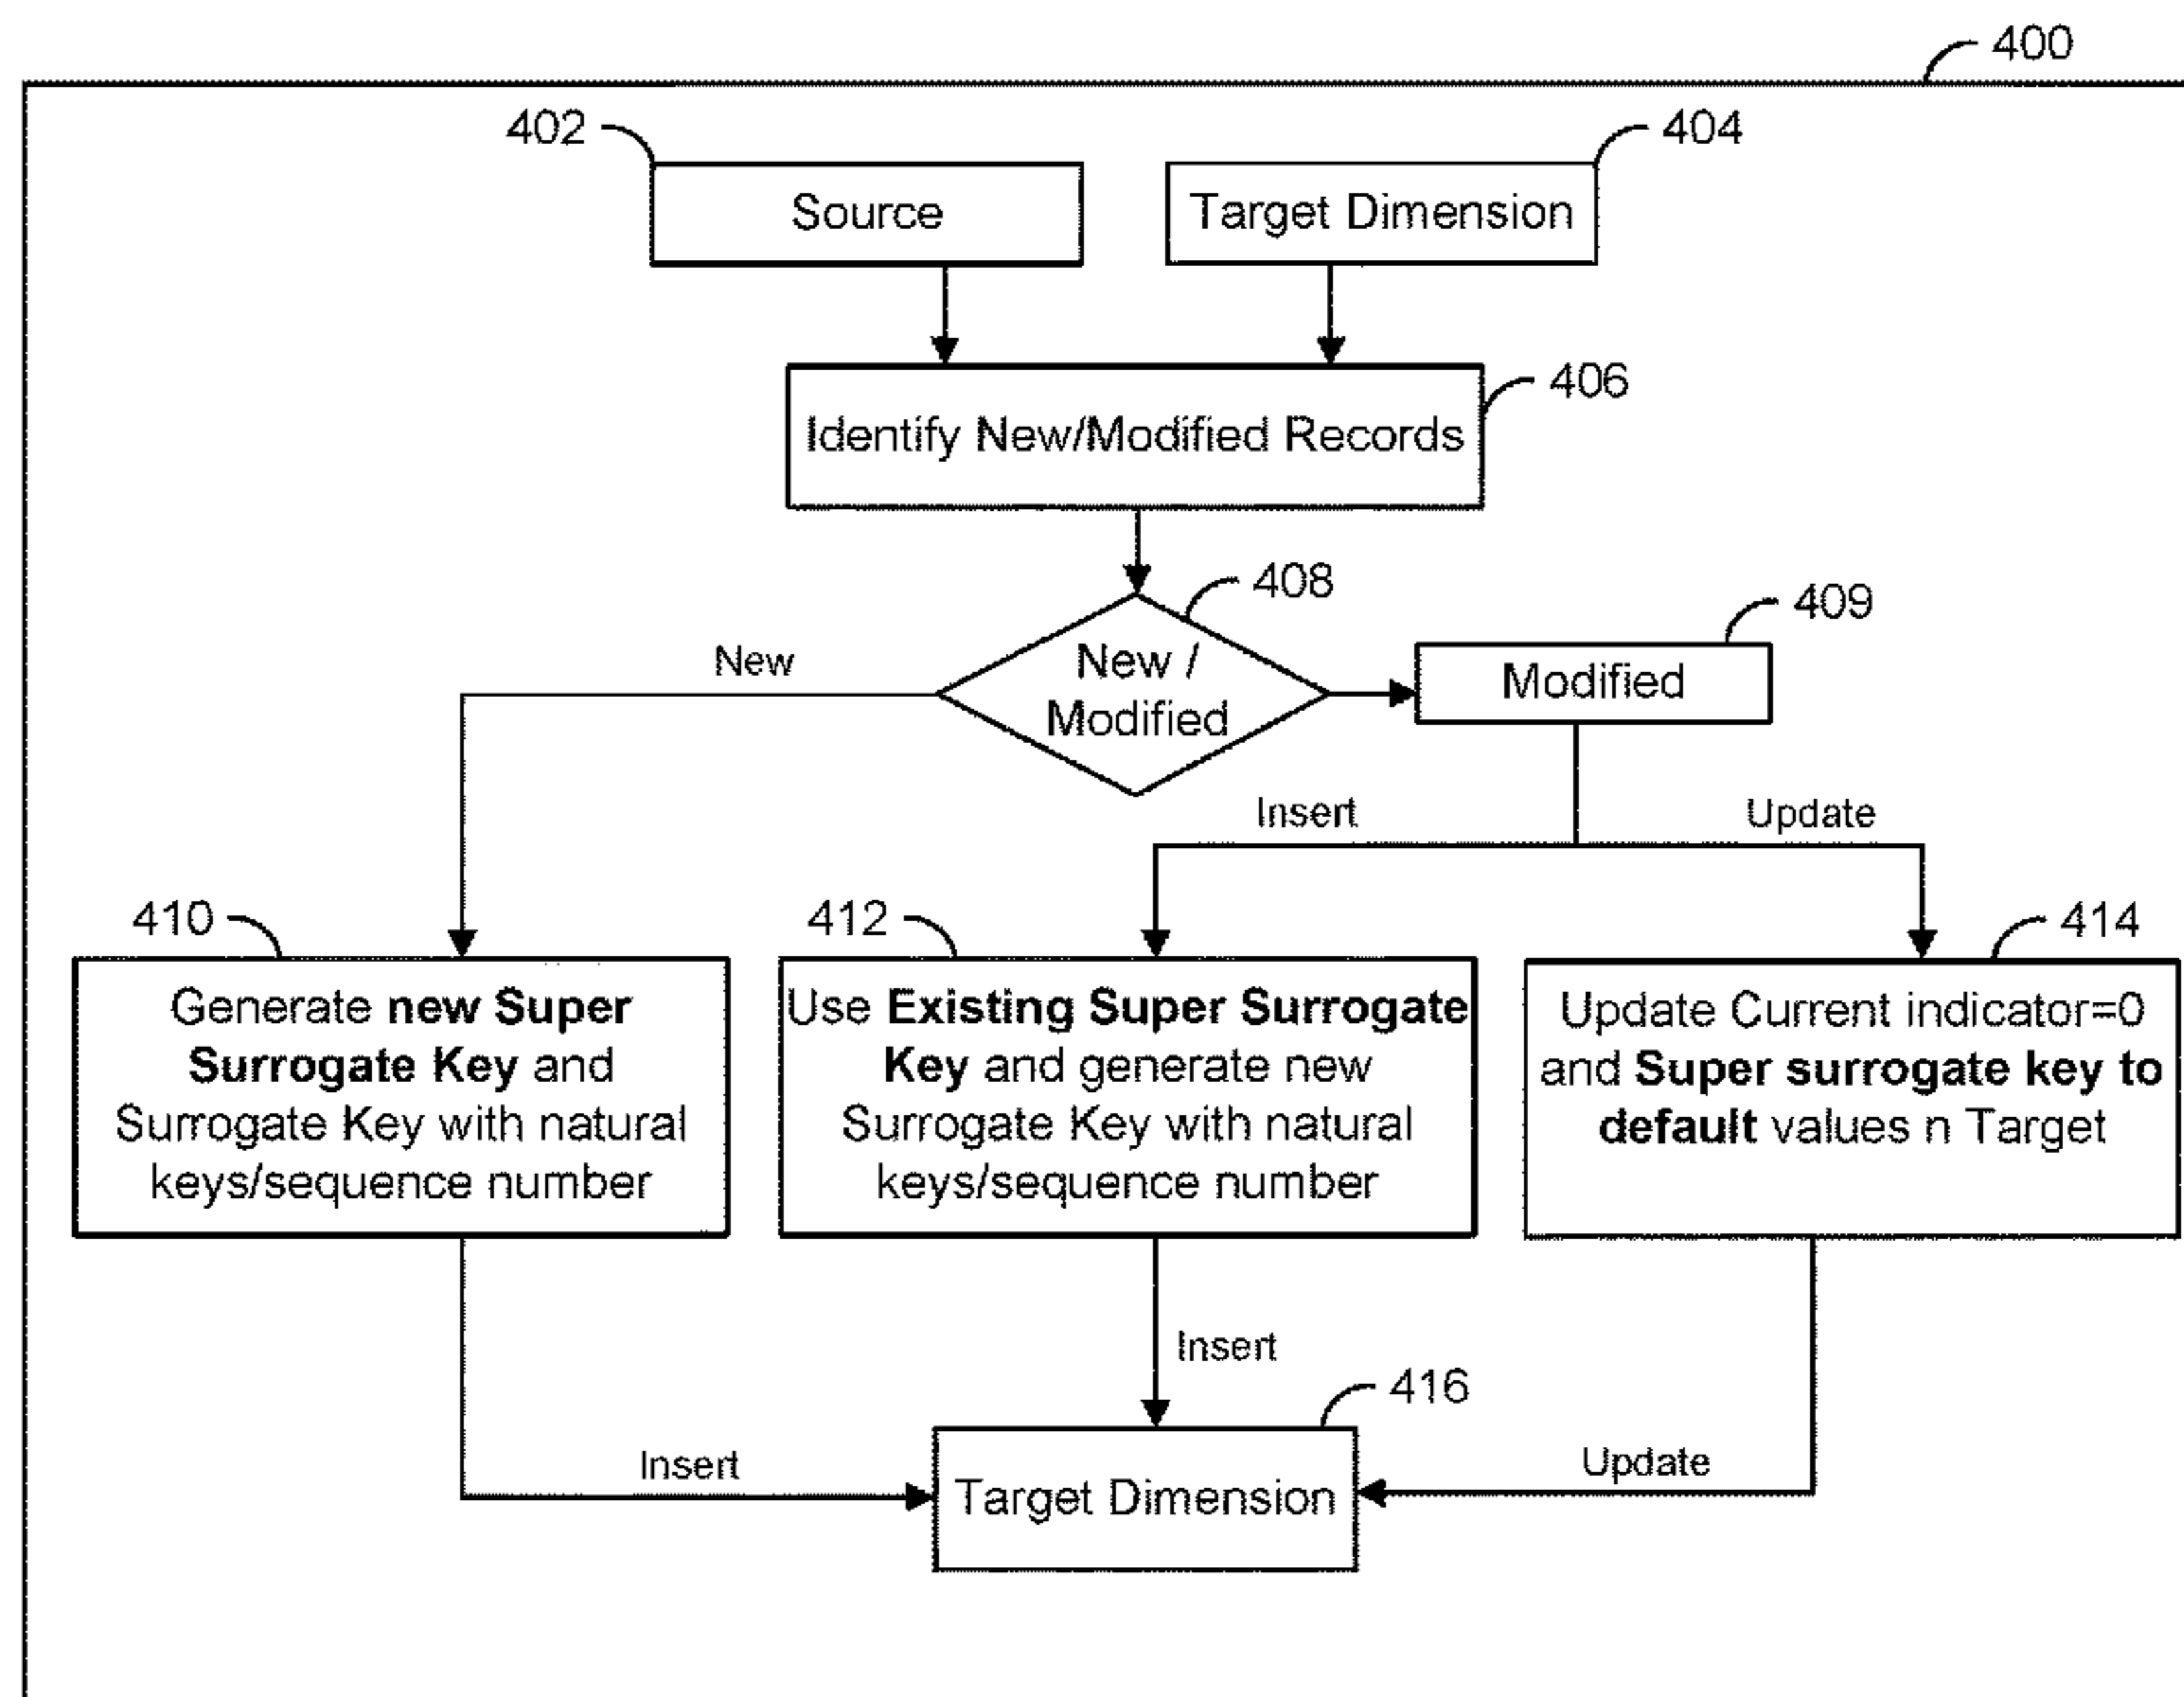 400
402
404
Source
Target Dimension
406
Identify New/Modified Records
408
409
New
New /
Modified
Modified
Insert
Update
410
412
414
Generate new Super
Surrogate Key and
Surrogate Key with natural
keys/sequence number
Use Existing Super Surrogate
Key and generate new
Surrogate Key with natural
keys/sequence number
Update Current indicator=0
and Super surrogate key to
default values n Target
Insert
416
Insert
Target Dimension
Update